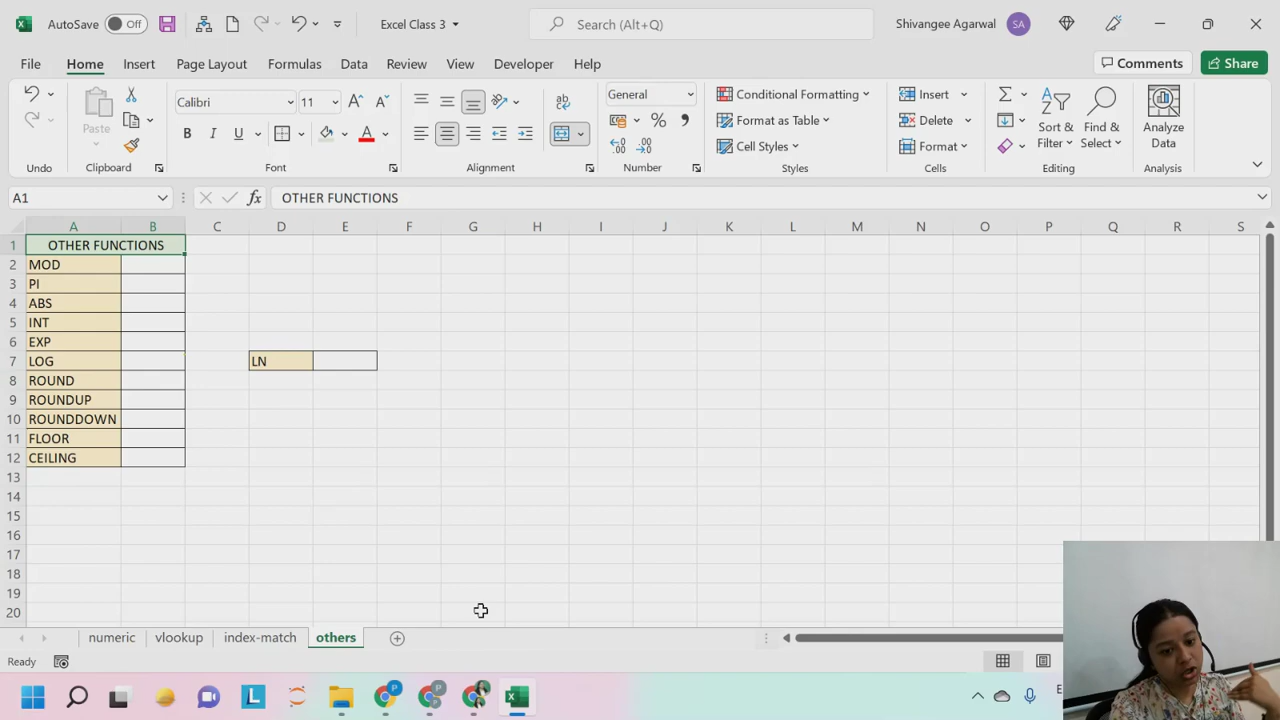 AutoSave Off Excel Class 3 Search (Alt+Q) Shivangee Agarwal SA
File Home Insert Page Layout Formulas Data Review View Developer Help Comments Share
Calibri 11 General Conditional Formatting Insert
Paste B I U Format as Table Delete Sort & Filter Find & Select Analyze Data
Cell Styles Format
Undo Clipboard Font Alignment Number Styles Cells Editing Analysis
A1 fx OTHER FUNCTIONS
A B C D E F G H I J K L M N O P Q R S
1 OTHER FUNCTIONS
2 MOD
3 PI
4 ABS
5 INT
6 EXP
7 LOG LN
8 ROUND
9 ROUNDUP
10 ROUNDDOWN
11 FLOOR
12 CEILING
13
14
15
16
17
18
19
20
numeric vlookup index-match others
Ready